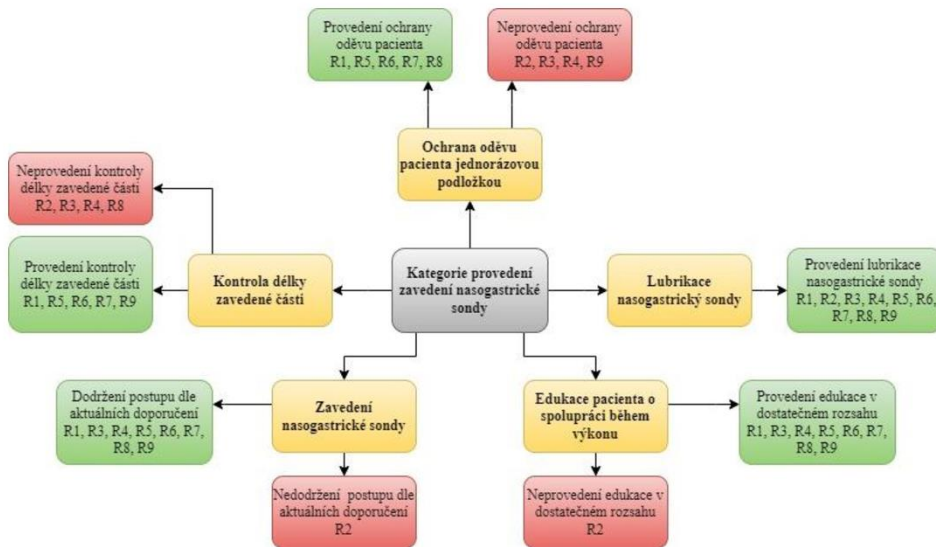 Provedení ochrany
oděvu pacienta
R1, R5, R6, R7, R8
Neprovedení ochrany
oděvu pacienta
R2, R3, R4, R9
Ochrana oděvu
pacienta jednorázovou
podložkou
Neprovedení kontroly
délky zavedené části
R2, R3, R4, R8
Provedení kontroly
délky zavedené části
R1, R5, R6, R7, R9
Kontrola délky
zavedené části
Kategorie provedení
zavedení nasogastrické
sondy
Lubrikace
nasogastrický sondy
Provedení lubrikace
nasogastrické sondy
R1, R2, R3, R4, R5, R6,
R7, R8, R9
Dodržení postupu dle
aktuálních doporučení
R1, R3, R4, R5, R6, R7,
R8, R9
Zavedení
nasogastrické sondy
Edukace pacienta o
spolupráci během
výkonu
Provedení edukace v
dostatečném rozsahu
R1, R3, R4, R5, R6, R7,
R8, R9
Nedodržení postupu dle
aktuálních doporučení
R2
Neprovedení edukace v
dostatečném rozsahu
R2